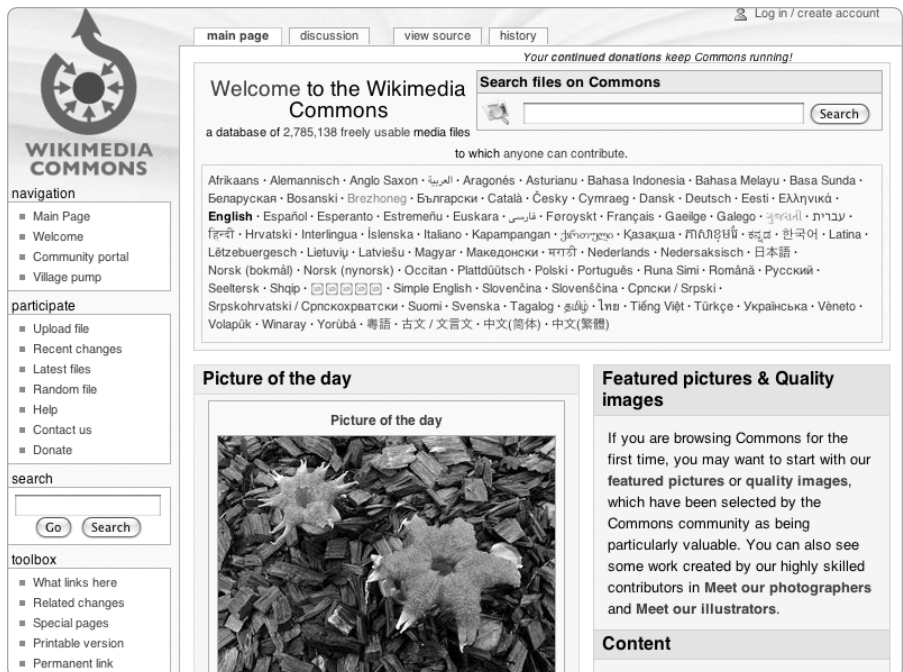 Log in / create account
main page
discussion
view source
history
Your continued donations keep Commons running!
WIKIMEDIA
COMMONS
navigation
Main Page
Welcome
Community portal
Village pump
participate
Upload file
Recent changes
Latest files
Random file
Help
Contact us
Donate
search
Go Search
toolbox
What links here
Related changes
Special pages
Printable version
Permanent link
Welcome to the Wikimedia
Commons
a database of 2,785,138 freely usable media files
Search files on Commons
Search
to which anyone can contribute.
Afrikaans · Alemannisch · Anglo Saxon · العربية · Aragonés · Asturianu · Bahasa Indonesia · Bahasa Melayu · Basa Sunda ·
Беларуская · Bosanski · Brezhoneg · Български · Català · Česky · Cymraeg · Dansk · Deutsch · Eesti · Ελληνικά ·
English · Español · Esperanto · Estremeñu · Euskara · فارسی · Føroyskt · Français · Gaeilge · Galego · ગુજરાતી · עברית ·
हिन्दी · Hrvatski · Interlingua · Íslenska · Italiano · Kapampangan · ქართული · Қазақша · ភាសាខ្មែរ · ಕನ್ನಡ · 한국어 · Latina ·
Lëtzebuergesch · Lietuvių · Latviešu · Magyar · Македонски · मराठी · Nederlands · Nedersaksisch · 日本語 ·
Norsk (bokmål) · Norsk (nynorsk) · Occitan · Plattdüütsch · Polski · Português · Runa Simi · Română · Русский ·
Seeltersk · Shqip · Simple English · Slovenčina · Slovenščina · Српски / Srpski ·
Srpskohrvatski / Српскохрватски · Suomi · Svenska · Tagalog · தமிழ் · ไทย · Tiếng Việt · Türkçe · Українська · Vèneto ·
Volapük · Winaray · Yorùbá · 粵語 · 古文 / 文言文 · 中文(简体) · 中文(繁體)
Picture of the day
Picture of the day
Featured pictures & Quality
images
If you are browsing Commons for the
first time, you may want to start with our
featured pictures or quality images,
which have been selected by the
Commons community as being
particularly valuable. You can also see
some work created by our highly skilled
contributors in Meet our photographers
and Meet our illustrators.
Content